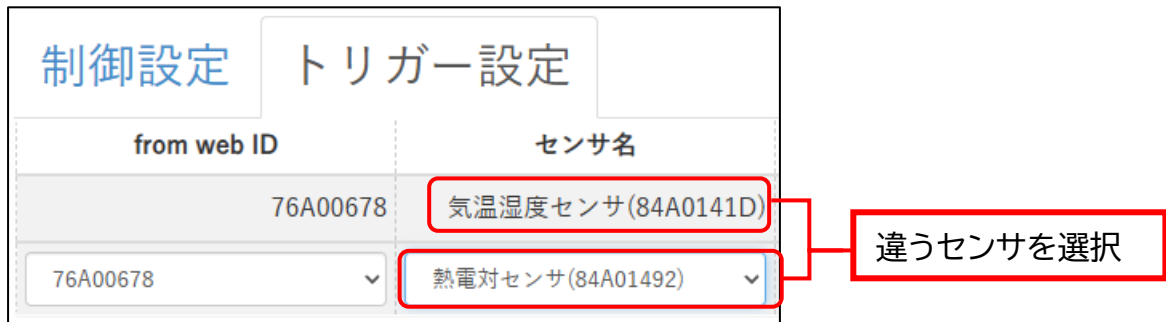 制御設定 トリガー設定
from web ID センサ名
76A00678 気温湿度センサ(84A0141D)
76A00678 熱電対センサ(84A01492)
違うセンサを選択